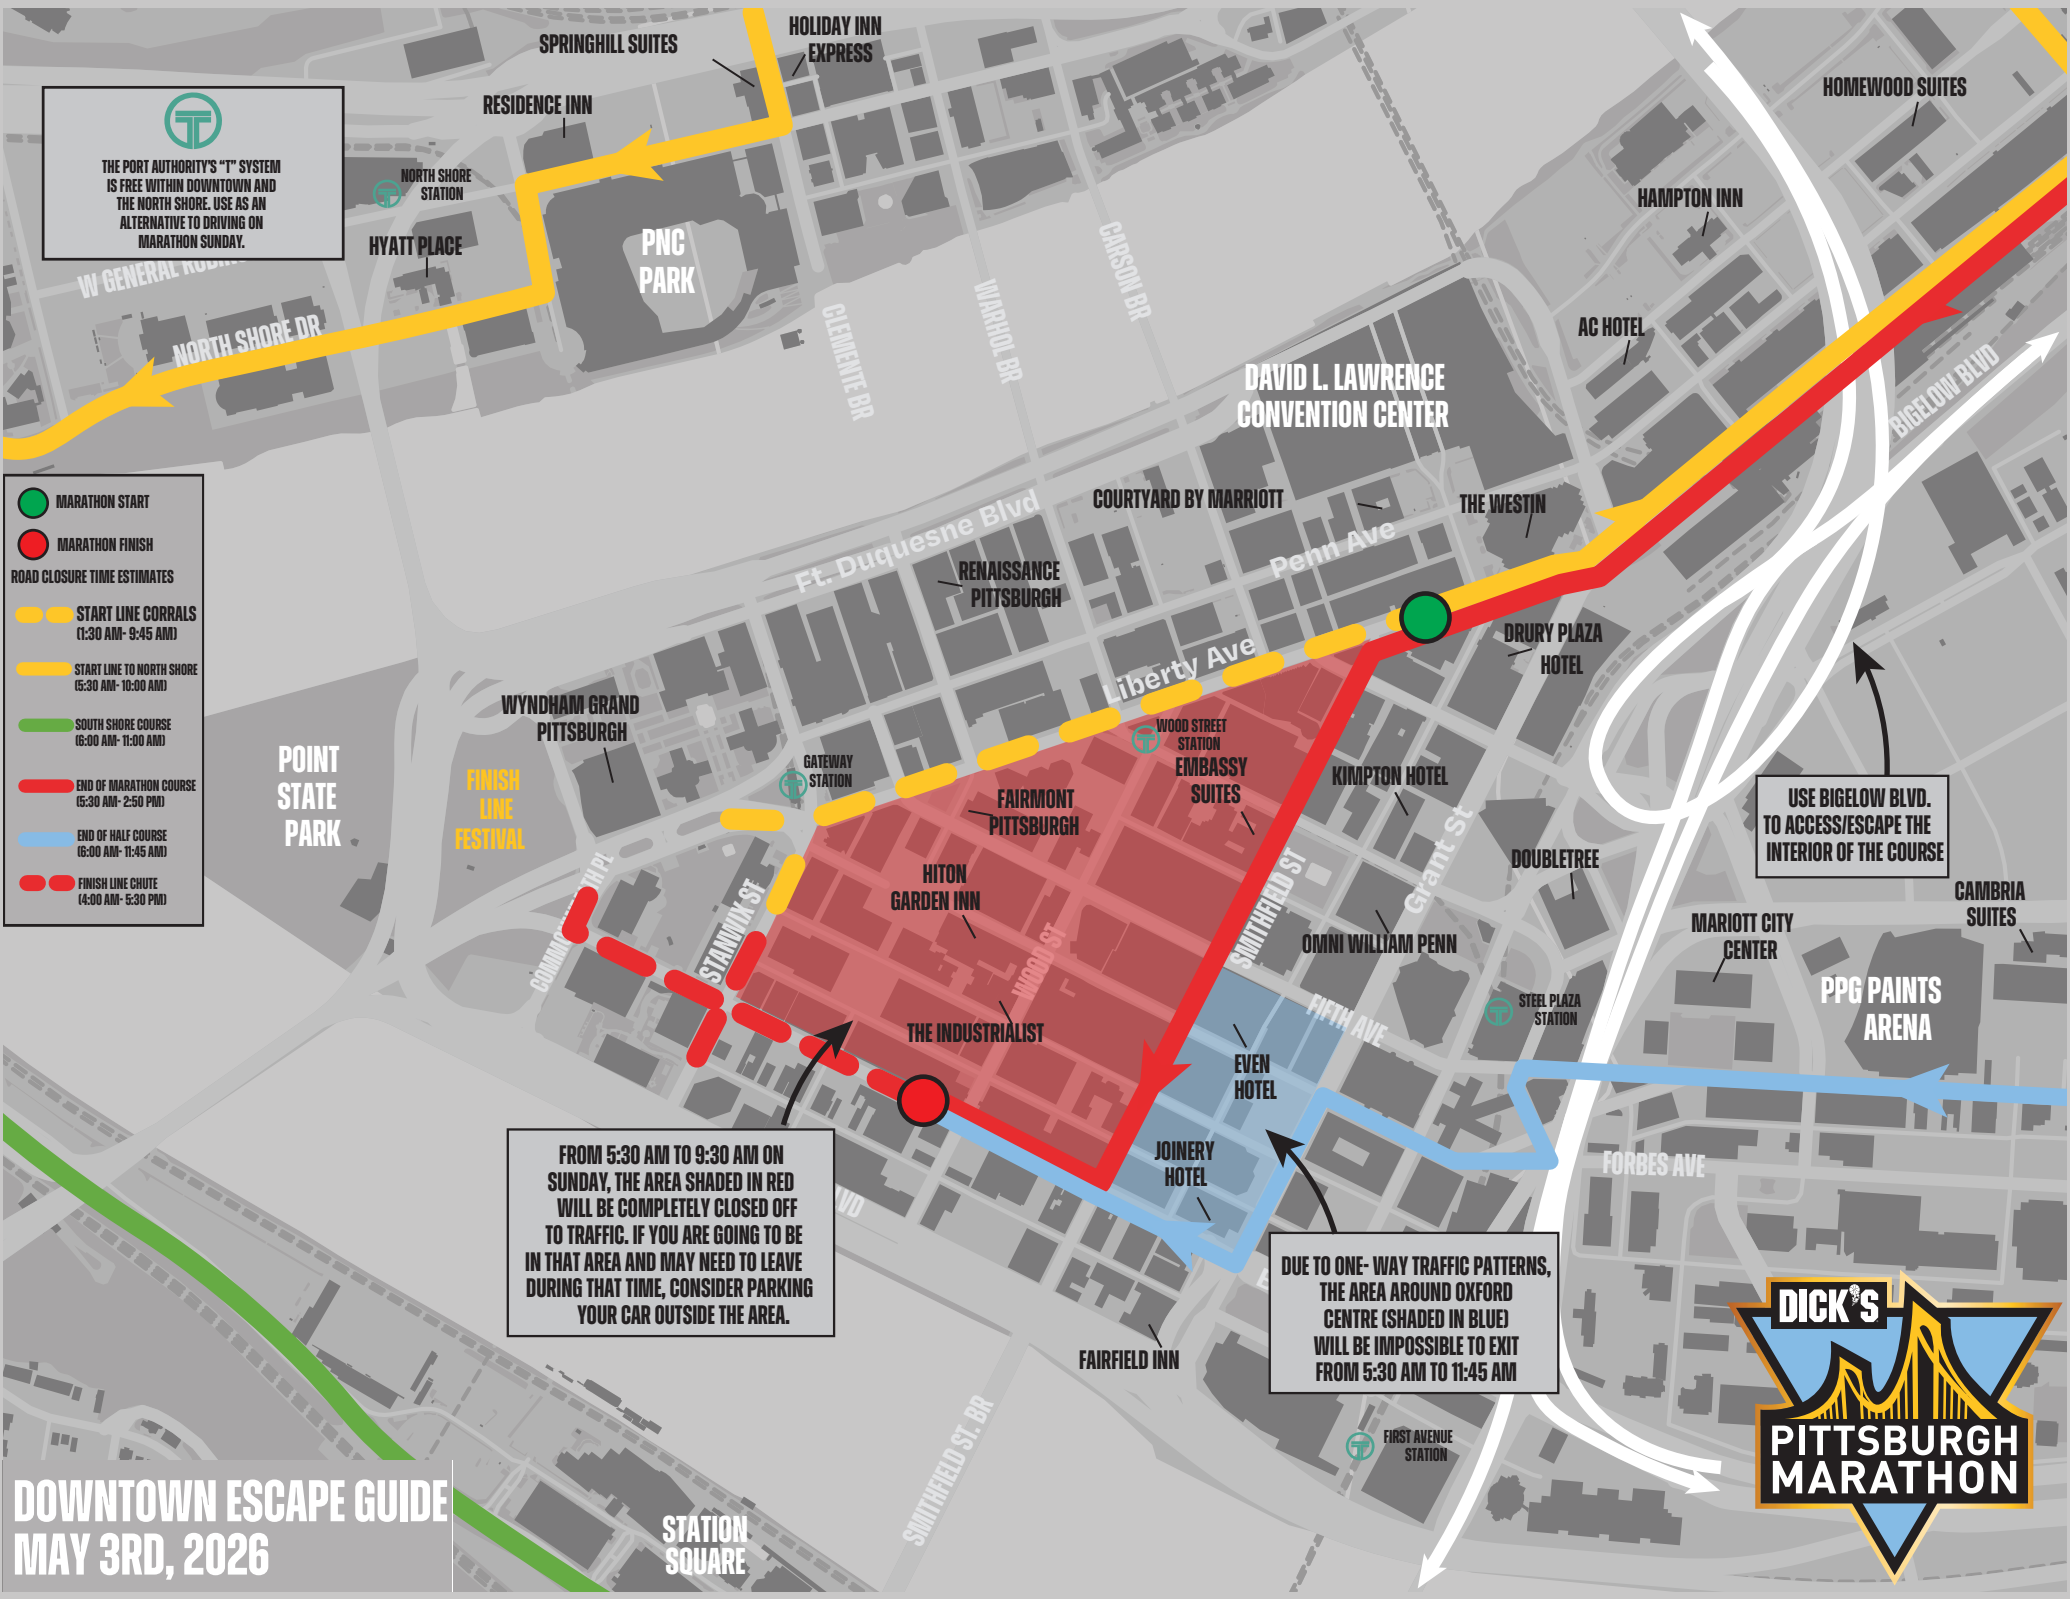 SPRINGHILL SUITES
HOLIDAY INN
EXPRESS
RESIDENCE INN
HOMEWOOD SUITES
T
THE PORT AUTHORITY'S "T" SYSTEM
IS FREE WITHIN DOWNTOWN AND
THE NORTH SHORE. USE AS AN
ALTERNATIVE TO DRIVING ON
MARATHON SUNDAY.
NORTH SHORE
STATION
HYATT PLACE
PNC
PARK
HAMPTON INN
W GENERAL
NORTH SHORE DR
CLEMENTE BR
WARHOL BR
CARSON BR
AC HOTEL
DAVID L. LAWRENCE
CONVENTION CENTER
BIGELOW BLVD
MARATHON START
MARATHON FINISH
ROAD CLOSURE TIME ESTIMATES
START LINE CORRALS
(1:30 AM- 9:45 AM)
START LINE TO NORTH SHORE
(5:30 AM- 10:00 AM)
SOUTH SHORE COURSE
(6:00 AM- 11:00 AM)
END OF MARATHON COURSE
(5:30 AM- 2:50 PM)
END OF HALF COURSE
(6:00 AM- 11:45 AM)
FINISH LINE CHUTE
(4:00 AM- 5:30 PM)
COURTYARD BY MARRIOTT
THE WESTIN
Ft. Duquesne Blvd
Penn Ave
RENAISSANCE
PITTSBURGH
Liberty Ave
DRURY PLAZA
HOTEL
WYNDHAM GRAND
PITTSBURGH
POINT
STATE
PARK
FINISH
LINE
FESTIVAL
GATEWAY
STATION
WOOD STREET
STATION
EMBASSY
SUITES
KIMPTON HOTEL
FAIRMONT
PITTSBURGH
USE BIGELOW BLVD.
TO ACCESS/ESCAPE THE
INTERIOR OF THE COURSE
HITON
GARDEN INN
SMITHFIELD ST
Grant St
DOUBLETREE
CAMBRIA
SUITES
MARIOTT CITY
CENTER
STANWIX ST
WOOD ST
OMNI WILLIAM PENN
PPG PAINTS
ARENA
STEEL PLAZA
STATION
FIFTH AVE
THE INDUSTRIALIST
EVEN
HOTEL
JOINERY
HOTEL
FORBES AVE
FROM 5:30 AM TO 9:30 AM ON
SUNDAY, THE AREA SHADED IN RED
WILL BE COMPLETELY CLOSED OFF
TO TRAFFIC. IF YOU ARE GOING TO BE
IN THAT AREA AND MAY NEED TO LEAVE
DURING THAT TIME, CONSIDER PARKING
YOUR CAR OUTSIDE THE AREA.
DUE TO ONE- WAY TRAFFIC PATTERNS,
THE AREA AROUND OXFORD
CENTRE (SHADED IN BLUE)
WILL BE IMPOSSIBLE TO EXIT
FROM 5:30 AM TO 11:45 AM
FAIRFIELD INN
SMITHFIELD ST. BR
FIRST AVENUE
STATION
DICK'S
PITTSBURGH
MARATHON
STATION
SQUARE
DOWNTOWN ESCAPE GUIDE
MAY 3RD, 2026